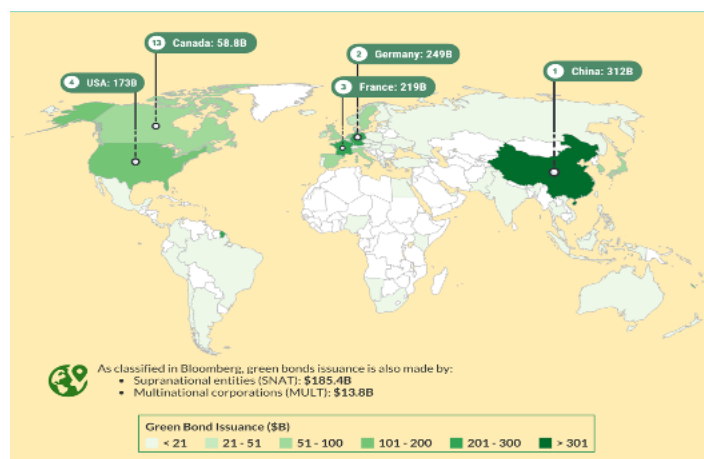 13 Canada: 58.8B
2 Germany: 249B
4 USA: 173B
3 France: 219B
1 China: 312B
As classified in Bloomberg, green bonds issuance is also made by:
• Supranational entities (SNAT): $185.4B
• Multinational corporations (MULT): $13.8B
Green Bond Issuance ($B)
< 21 21 - 51 51 - 100 101 - 200 201 - 300 > 301